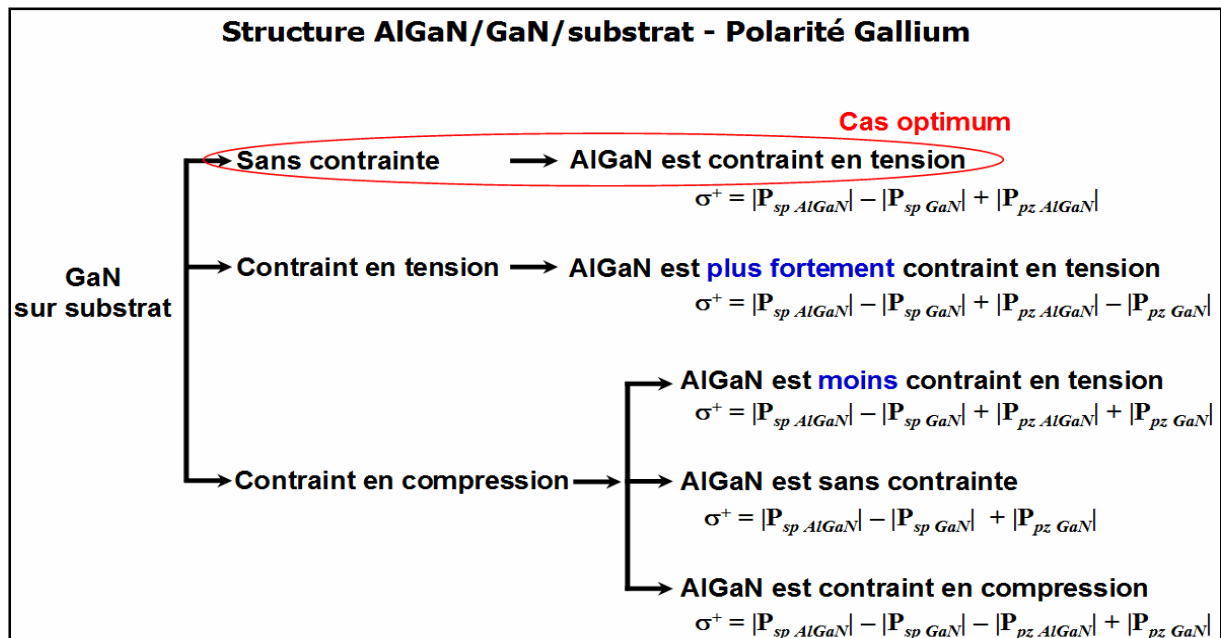 Structure AlGaN/GaN/substrat - Polarité Gallium
Cas optimum
Sans contrainte
AlGaN est contraint en tension
σ⁺ = |P_sp AlGaN| – |P_sp GaN| + |P_pz AlGaN|
GaN
sur substrat
Contraint en tension
AlGaN est plus fortement contraint en tension
σ⁺ = |P_sp AlGaN| – |P_sp GaN| + |P_pz AlGaN| – |P_pz GaN|
Contraint en compression
AlGaN est moins contraint en tension
σ⁺ = |P_sp AlGaN| – |P_sp GaN| + |P_pz AlGaN| + |P_pz GaN|
AlGaN est sans contrainte
σ⁺ = |P_sp AlGaN| – |P_sp GaN| + |P_pz GaN|
AlGaN est contraint en compression
σ⁺ = |P_sp AlGaN| – |P_sp GaN| – |P_pz AlGaN| + |P_pz GaN|